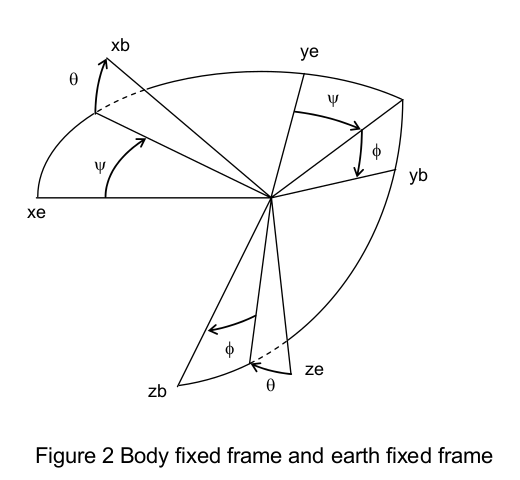 xb
ye
θ
ψ
ϕ
ψ
yb
xe
ϕ
ze
zb
θ
Figure 2 Body fixed frame and earth fixed frame